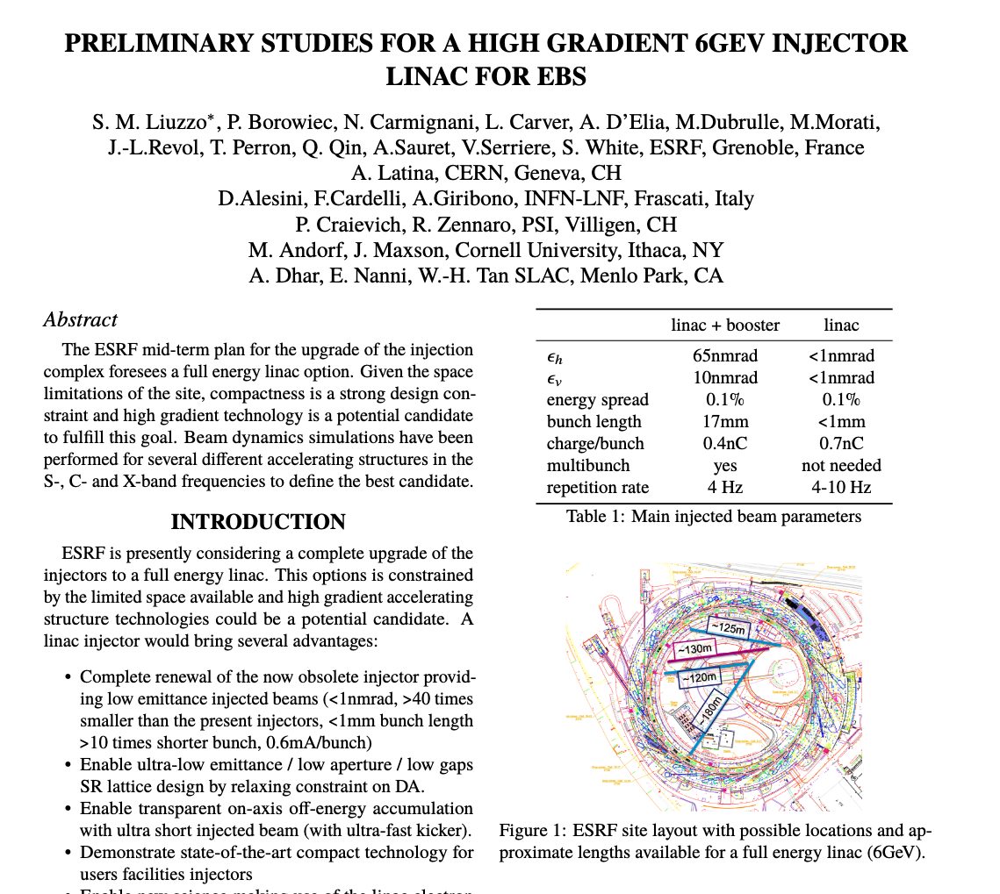 PRELIMINARY STUDIES FOR A HIGH GRADIENT 6GEV INJECTOR
LINAC FOR EBS
S. M. Liuzzo*, P. Borowiec, N. Carmignani, L. Carver, A. D’Elia, M.Dubrulle, M.Morati,
J.-L.Revol, T. Perron, Q. Qin, A.Sauret, V.Serriere, S. White, ESRF, Grenoble, France
A. Latina, CERN, Geneva, CH
D.Alesini, F.Cardelli, A.Giribono, INFN-LNF, Frascati, Italy
P. Craievich, R. Zennaro, PSI, Villigen, CH
M. Andorf, J. Maxson, Cornell University, Ithaca, NY
A. Dhar, E. Nanni, W.-H. Tan SLAC, Menlo Park, CA
Abstract
The ESRF mid-term plan for the upgrade of the injection
complex foresees a full energy linac option. Given the space
limitations of the site, compactness is a strong design con-
straint and high gradient technology is a potential candidate
to fulfill this goal. Beam dynamics simulations have been
performed for several different accelerating structures in the
S-, C- and X-band frequencies to define the best candidate.
INTRODUCTION
ESRF is presently considering a complete upgrade of the
injectors to a full energy linac. This options is constrained
by the limited space available and high gradient accelerating
structure technologies could be a potential candidate. A
linac injector would bring several advantages:
• Complete renewal of the now obsolete injector provid-
ing low emittance injected beams (<1nmrad, >40 times
smaller than the present injectors, <1mm bunch length
>10 times shorter bunch, 0.6mA/bunch)
• Enable ultra-low emittance / low aperture / low gaps
SR lattice design by relaxing constraint on DA.
• Enable transparent on-axis off-energy accumulation
with ultra short injected beam (with ultra-fast kicker).
• Demonstrate state-of-the-art compact technology for
users facilities injectors
linac + booster linac
ϵh 65nmrad <1nmrad
ϵv 10nmrad <1nmrad
energy spread 0.1% 0.1%
bunch length 17mm <1mm
charge/bunch 0.4nC 0.7nC
multibunch yes not needed
repetition rate 4 Hz 4-10 Hz
Table 1: Main injected beam parameters
~125m
~130m
~120m
~180m
Figure 1: ESRF site layout with possible locations and ap-
proximate lengths available for a full energy linac (6GeV).